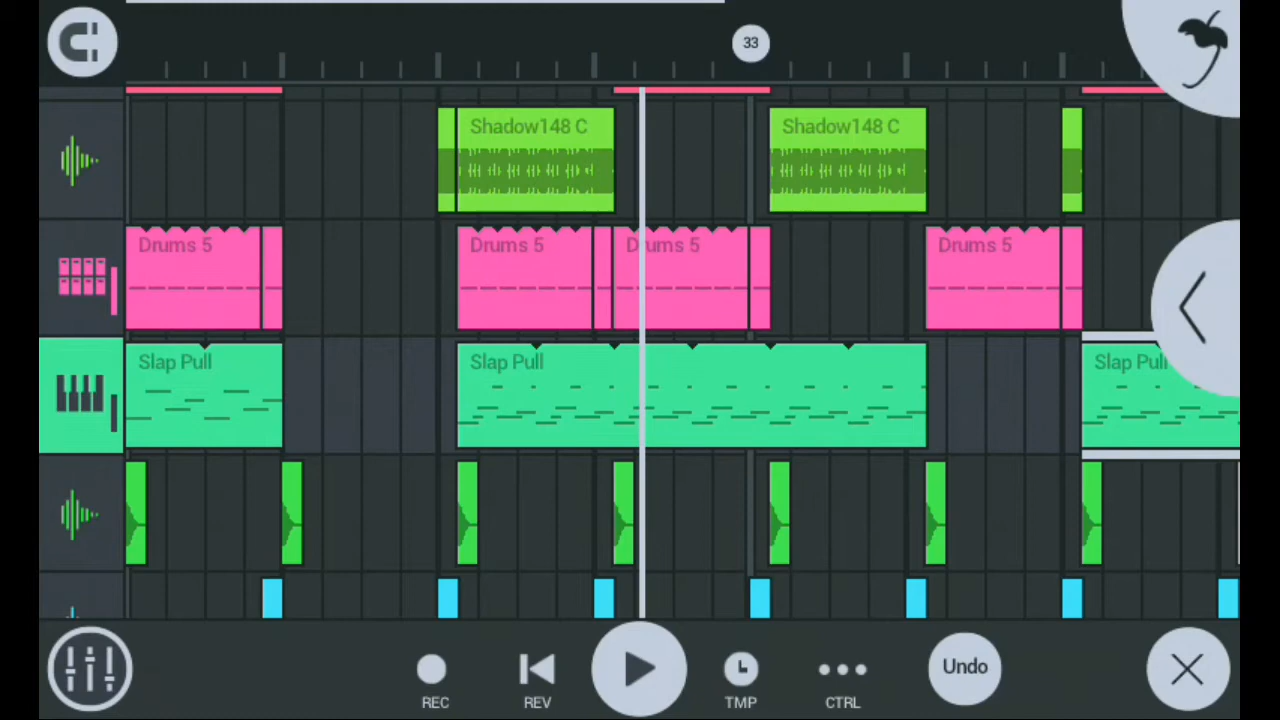 33
Shadow148 C
Shadow148 C
Drums 5
Drums 5
Drums 5
Drums 5
Slap Pull
Slap Pull
Slap Pull
REC
REV
TMP
CTRL
Undo